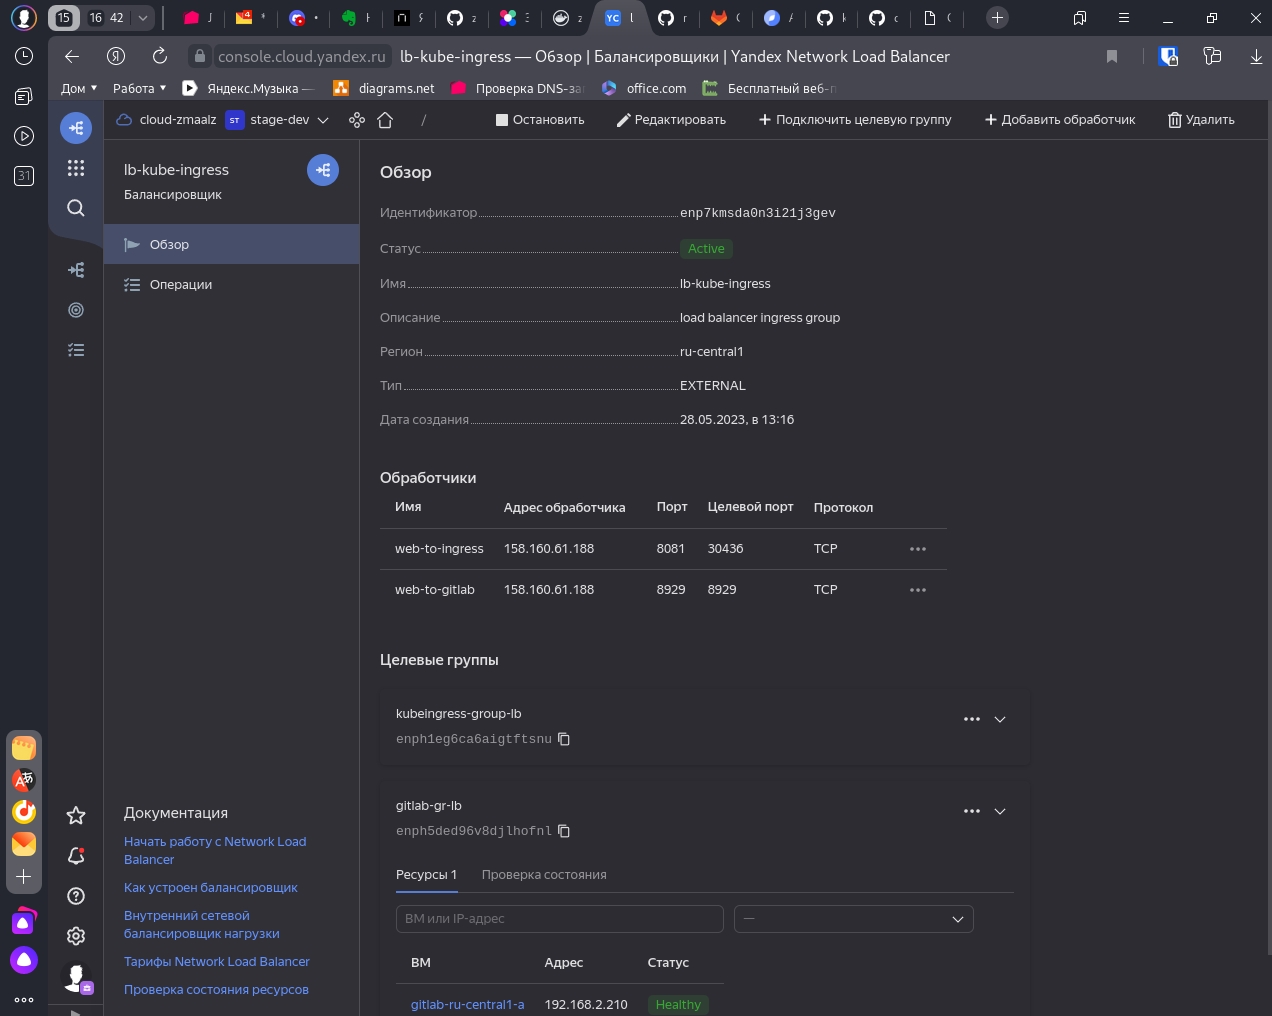 15
16 42
console.cloud.yandex.ru lb-kube-ingress — Обзор | Балансировщики | Yandex Network Load Balancer
Дом Работа Яндекс.Музыка — diagrams.net Проверка DNS-за office.com Бесплатный веб-п
31
cloud-zmaalz ST stage-dev / Остановить Редактировать Подключить целевую группу Добавить обработчик Удалить
lb-kube-ingress
Балансировщик
Обзор
Операции
Документация
Начать работу с Network Load
Balancer
Как устроен балансировщик
Внутренний сетевой
балансировщик нагрузки
Тарифы Network Load Balancer
Проверка состояния ресурсов
Обзор
Идентификатор enp7kmsda0n3i21j3gev
Статус Active
Имя lb-kube-ingress
Описание load balancer ingress group
Регион ru-central1
Тип EXTERNAL
Дата создания 28.05.2023, в 13:16
Обработчики
Имя Адрес обработчика Порт Целевой порт Протокол
web-to-ingress 158.160.61.188 8081 30436 TCP
web-to-gitlab 158.160.61.188 8929 8929 TCP
Целевые группы
kubeingress-group-lb
enph1eg6ca6aigtftsnu
gitlab-gr-lb
enph5ded96v8djlhofnl
Ресурсы 1 Проверка состояния
ВМ или IP-адрес —
ВМ Адрес Статус
gitlab-ru-central1-a 192.168.2.210 Healthy